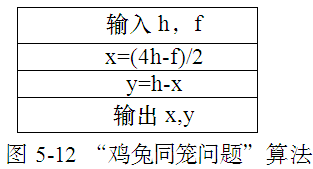 输入 h，f
x=(4h-f)/2
y=h-x
输出 x,y
图 5-12 “鸡兔同笼问题”算法